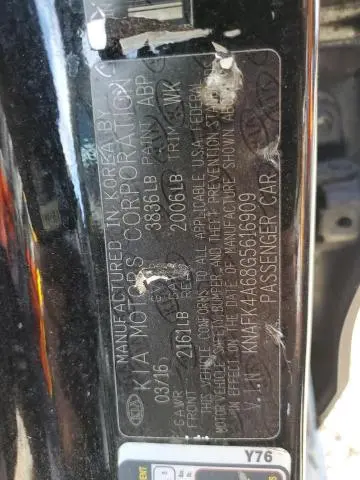 MANUFACTURED IN KOREA BY
KIA MOTORS CORPORATION
03/16 3836LB PAINT ABP
GAWR
FRONT 2161LB REAR 2006LB TRIM WK
THIS VEHICLE CONFORMS TO ALL APPLICABLE U.S.A. FEDERAL
MOTOR VEHICLE SAFETY, BUMPER, AND THEFT PREVENTION STANDARDS
IN EFFECT ON THE DATE OF MANUFACTURE SHOWN ABOVE
V.I.N KNAFK4A68G5616909
PASSENGER CAR
KIA
Y76